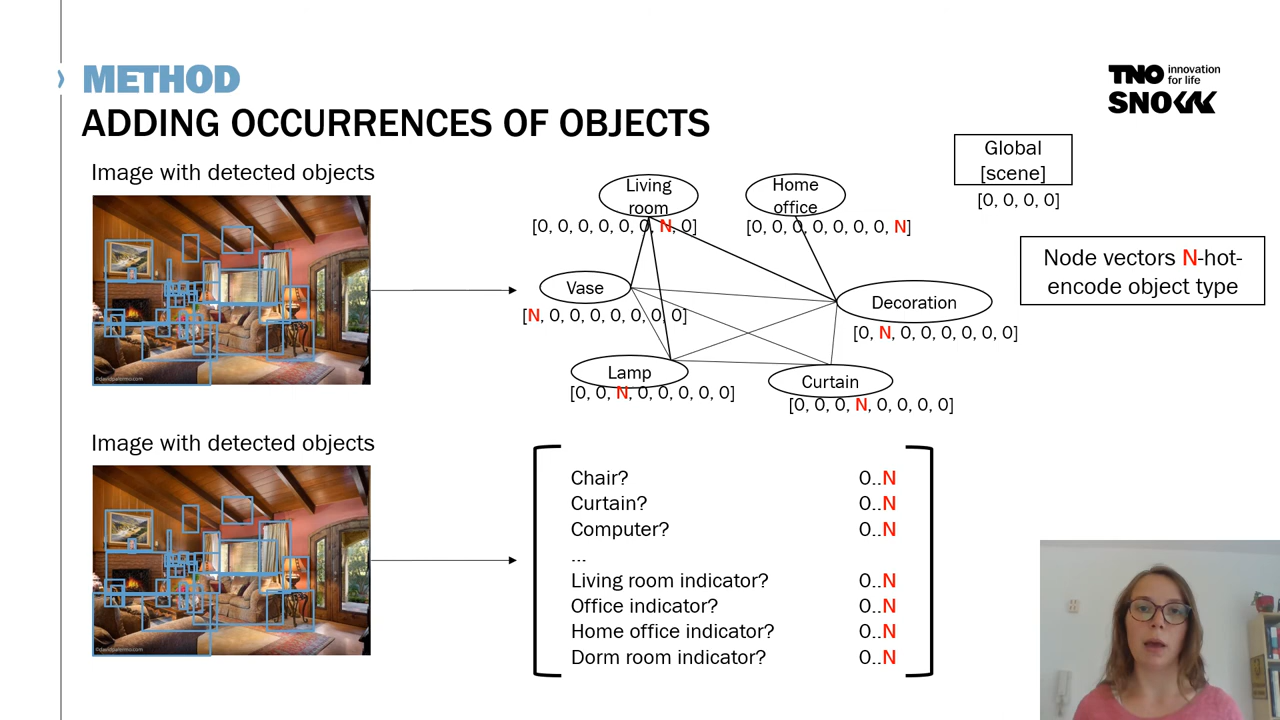 METHOD
ADDING OCCURRENCES OF OBJECTS
TNO innovation
for life
SNOW
Image with detected objects
©davidpalermo.com
Living
room
[0, 0, 0, 0, 0, 0, N, 0]
Home
office
[0, 0, 0, 0, 0, 0, 0, N]
Global
[scene]
[0, 0, 0, 0]
Node vectors N-hot-
encode object type
Vase
[N, 0, 0, 0, 0, 0, 0, 0]
Decoration
[0, N, 0, 0, 0, 0, 0, 0]
Lamp
[0, 0, N, 0, 0, 0, 0, 0]
Curtain
[0, 0, 0, N, 0, 0, 0, 0]
Image with detected objects
©davidpalermo.com
Chair? 0..N
Curtain? 0..N
Computer? 0..N
...
Living room indicator? 0..N
Office indicator? 0..N
Home office indicator? 0..N
Dorm room indicator? 0..N